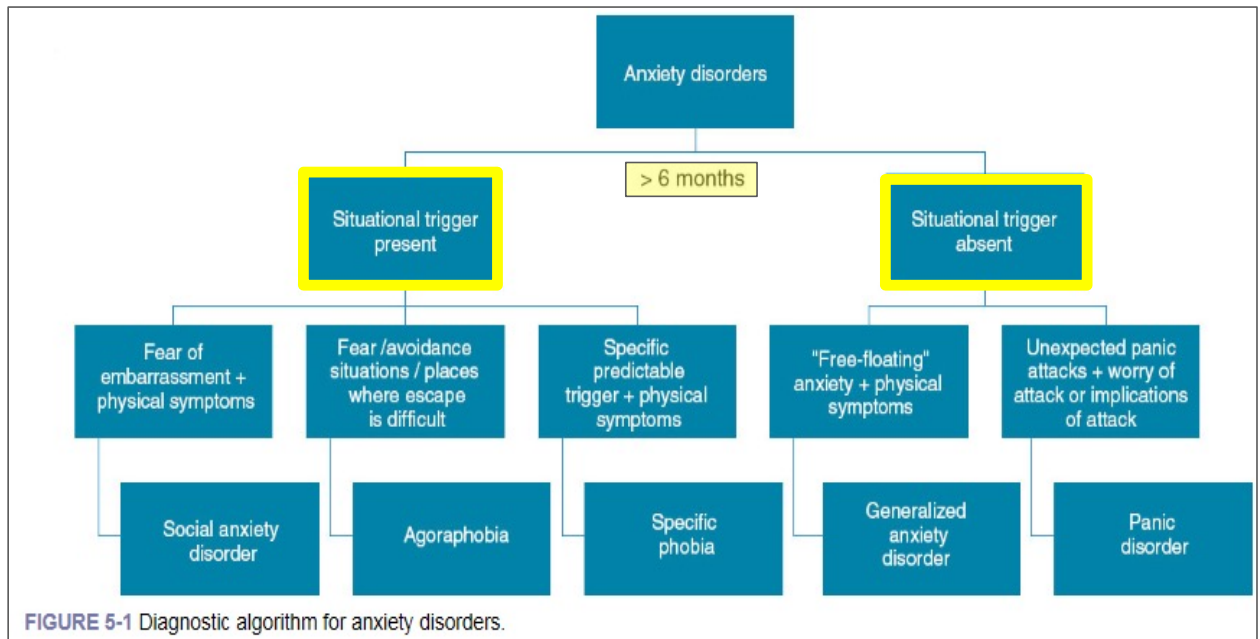 Anxiety disorders
> 6 months
Situational trigger
present
Situational trigger
absent
Fear of
embarrassment +
physical symptoms
Fear /avoidance
situations / places
where escape
is difficult
Specific
predictable
trigger + physical
symptoms
"Free-floating"
anxiety + physical
symptoms
Unexpected panic
attacks + worry of
attack or implications
of attack
Social anxiety
disorder
Agoraphobia
Specific
phobia
Generalized
anxiety
disorder
Panic
disorder
FIGURE 5-1 Diagnostic algorithm for anxiety disorders.